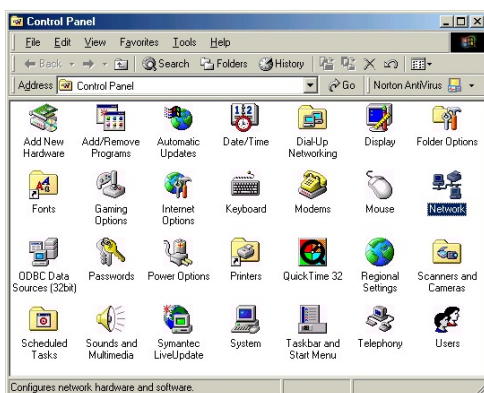 Control Panel
File Edit View Favorites Tools Help
Back Search Folders History
Address Control Panel Go Norton AntiVirus
Add New Hardware
Add/Remove Programs
Automatic Updates
Date/Time
Dial-Up Networking
Display
Folder Options
Fonts
Gaming Options
Internet Options
Keyboard
Modems
Mouse
Network
ODBC Data Sources (32bit)
Passwords
Power Options
Printers
QuickTime 32
Regional Settings
Scanners and Cameras
Scheduled Tasks
Sounds and Multimedia
Symantec LiveUpdate
System
Taskbar and Start Menu
Telephony
Users
Configures network hardware and software.